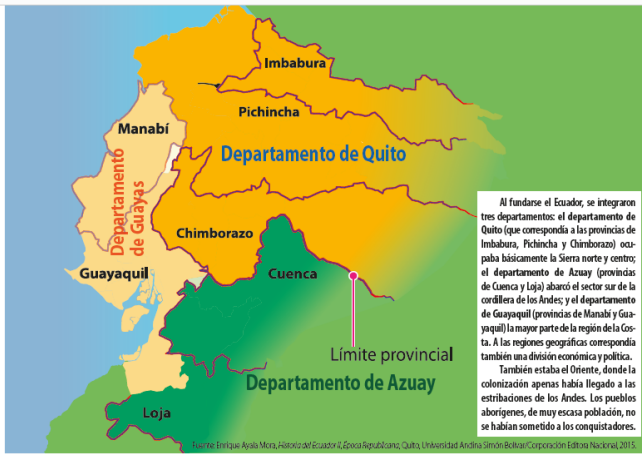 Imbabura
Pichincha
Manabí
Departamento de Quito
Departamento
de Guayas
Chimborazo
Guayaquil
Cuenca
Límite provincial
Departamento de Azuay
Loja
Al fundarse el Ecuador, se integraron
tres departamentos: el departamento de
Quito (que correspondía a las provincias de
Imbabura, Pichincha y Chimborazo) ocu-
paba básicamente la Sierra norte y centro;
el departamento de Azuay (provincias
de Cuenca y Loja) abarcó el sector sur de la
cordillera de los Andes; y el departamento
de Guayaquil (provincias de Manabí y Gua-
yaquil) la mayor parte de la región de la Cos-
ta. A las regiones geográficas correspondía
también una división económica y política.
También estaba el Oriente, donde la
colonización apenas había llegado a las
estribaciones de los Andes. Los pueblos
aborígenes, de muy escasa población, no
se habían sometido a los conquistadores.
Fuente: Enrique Ayala Mora, Historia del Ecuador II, Época Republicana, Quito, Universidad Andina Simón Bolívar/Corporación Editora Nacional, 2015.